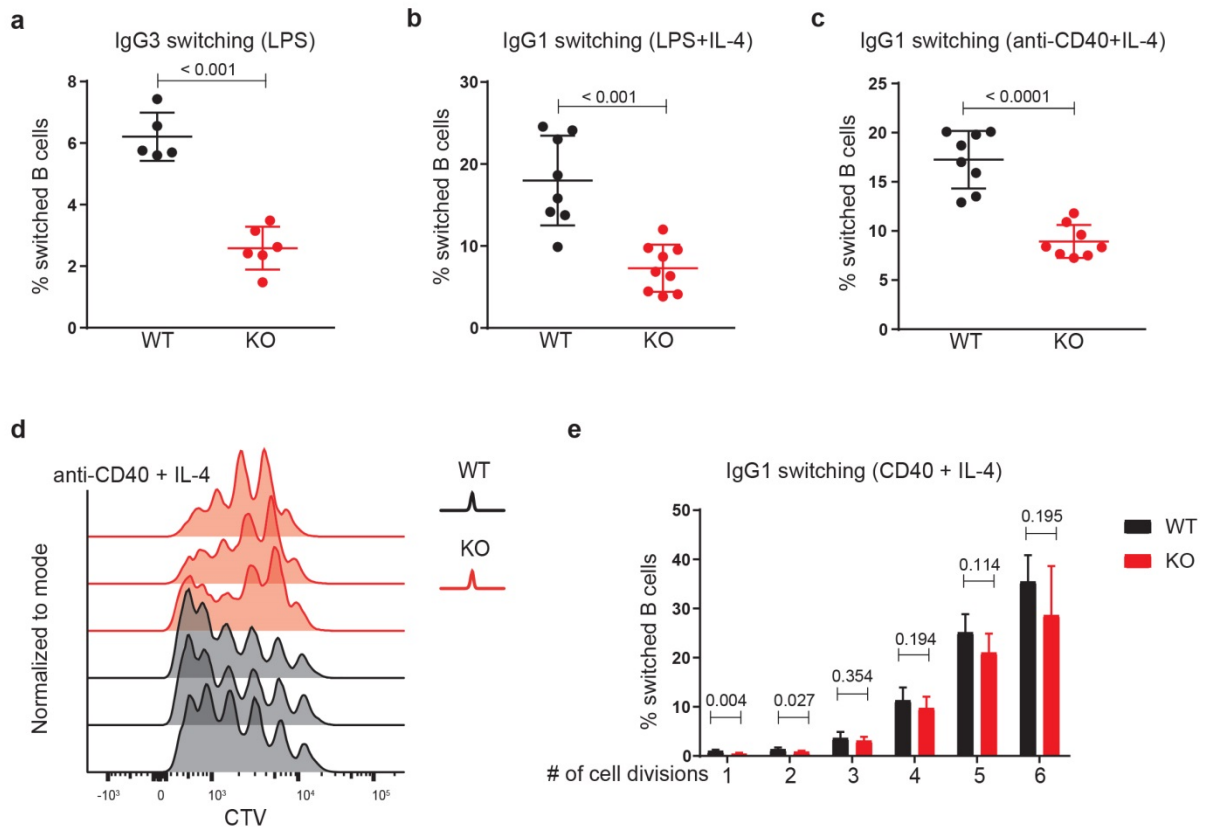 a
IgG3 switching (LPS)
< 0.001
% switched B cells
8
6
4
2
0
WT KO
b
IgG1 switching (LPS+IL-4)
< 0.001
% switched B cells
30
20
10
0
WT KO
c
IgG1 switching (anti-CD40+IL-4)
< 0.0001
% switched B cells
25
20
15
10
5
0
WT KO
d
anti-CD40 + IL-4
Normalized to mode
-10³ 0 10³ 10⁴ 10⁵
CTV
WT
KO
e
IgG1 switching (CD40 + IL-4)
WT
KO
% switched B cells
50
40
30
20
10
0
0.004 0.027 0.354 0.194 0.114 0.195
# of cell divisions 1 2 3 4 5 6